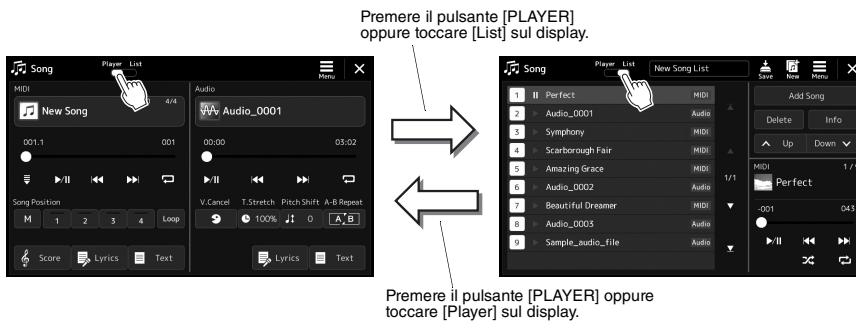 Premere il pulsante [PLAYER]
oppure toccare [List] sul display.
Song
Player List
Menu
MIDI
New Song
4/4
001.1
001
Song Position
M 1 2 3 4 Loop
Score
Lyrics
Text
Audio
Audio_0001
00:00
03:02
V.Cancel T.Stretch Pitch Shift A-B Repeat
100%
0
A B
Lyrics
Text
Song
Player List
New Song List
Save New Menu
1 Perfect MIDI
2 Audio_0001 Audio
3 Symphony MIDI
4 Scarborough Fair MIDI
5 Amazing Grace MIDI
6 Audio_0002 Audio
7 Beautiful Dreamer MIDI
8 Audio_0003 Audio
9 Sample_audio_file Audio
1/1
Add Song
Delete Info
Up Down
MIDI
Perfect
-001
Premere il pulsante [PLAYER] oppure
toccare [Player] sul display.